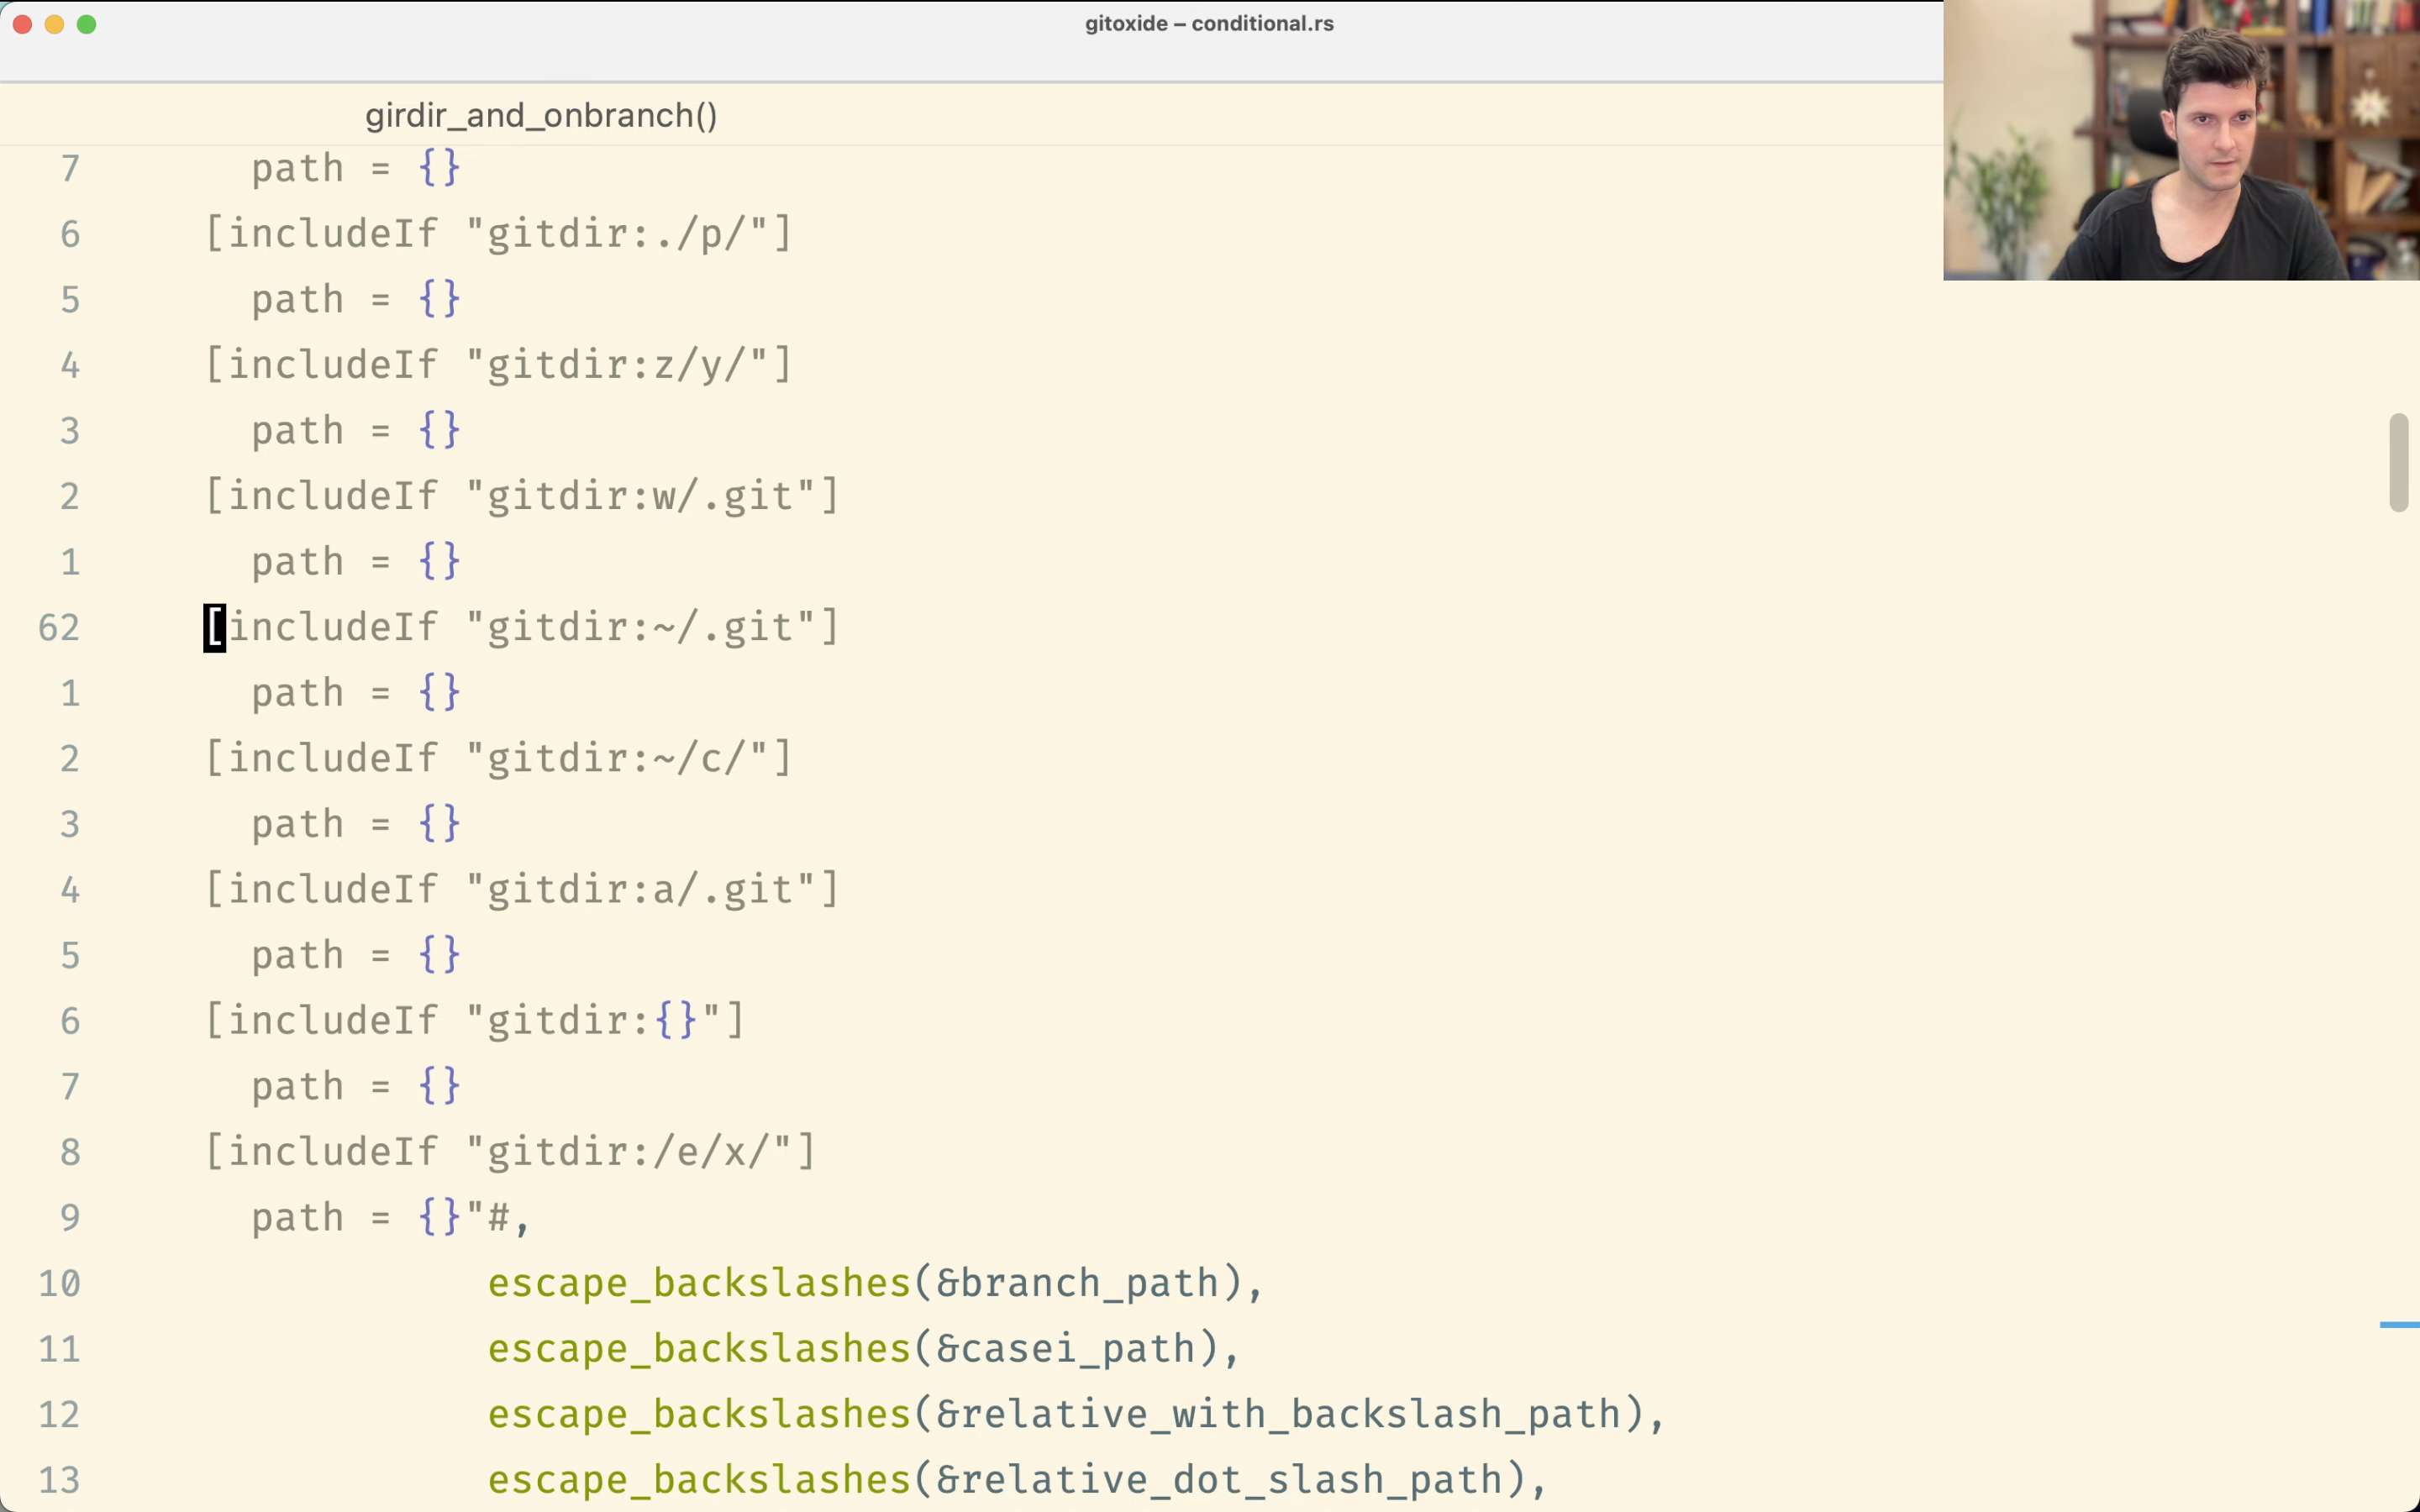 gitoxide – conditional.rs
girdir_and_onbranch()
7 path = {}
6 [includeIf "gitdir:./p/"]
5 path = {}
4 [includeIf "gitdir:z/y/"]
3 path = {}
2 [includeIf "gitdir:w/.git"]
1 path = {}
62 [includeIf "gitdir:~/.git"]
1 path = {}
2 [includeIf "gitdir:~/c/"]
3 path = {}
4 [includeIf "gitdir:a/.git"]
5 path = {}
6 [includeIf "gitdir:{}"]
7 path = {}
8 [includeIf "gitdir:/e/x/"]
9 path = {}"#,
10 escape_backslashes(&branch_path),
11 escape_backslashes(&casei_path),
12 escape_backslashes(&relative_with_backslash_path),
13 escape_backslashes(&relative_dot_slash_path),